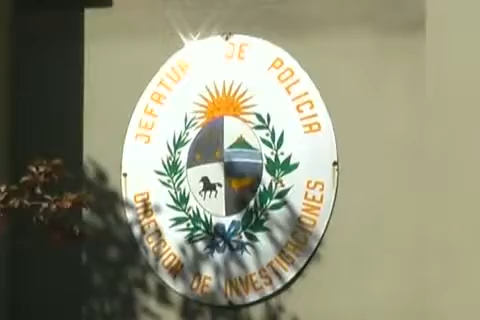 JEFATURA DE POLICIA
DIRECCION DE INVESTIGACIONES